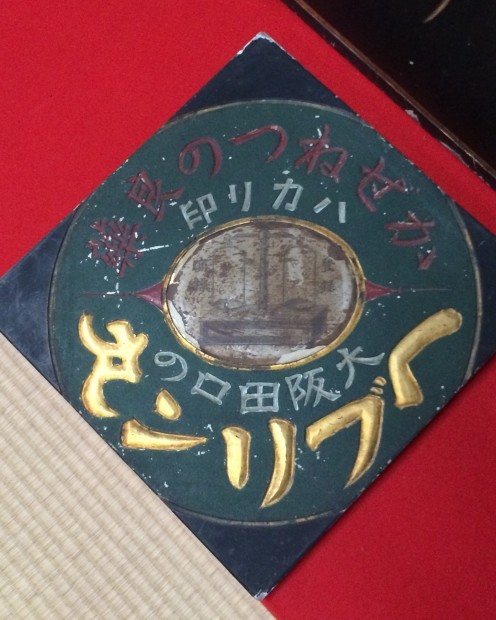 かせねつの良藥
ハカリ印
大阪田口の
ヘブリン丸